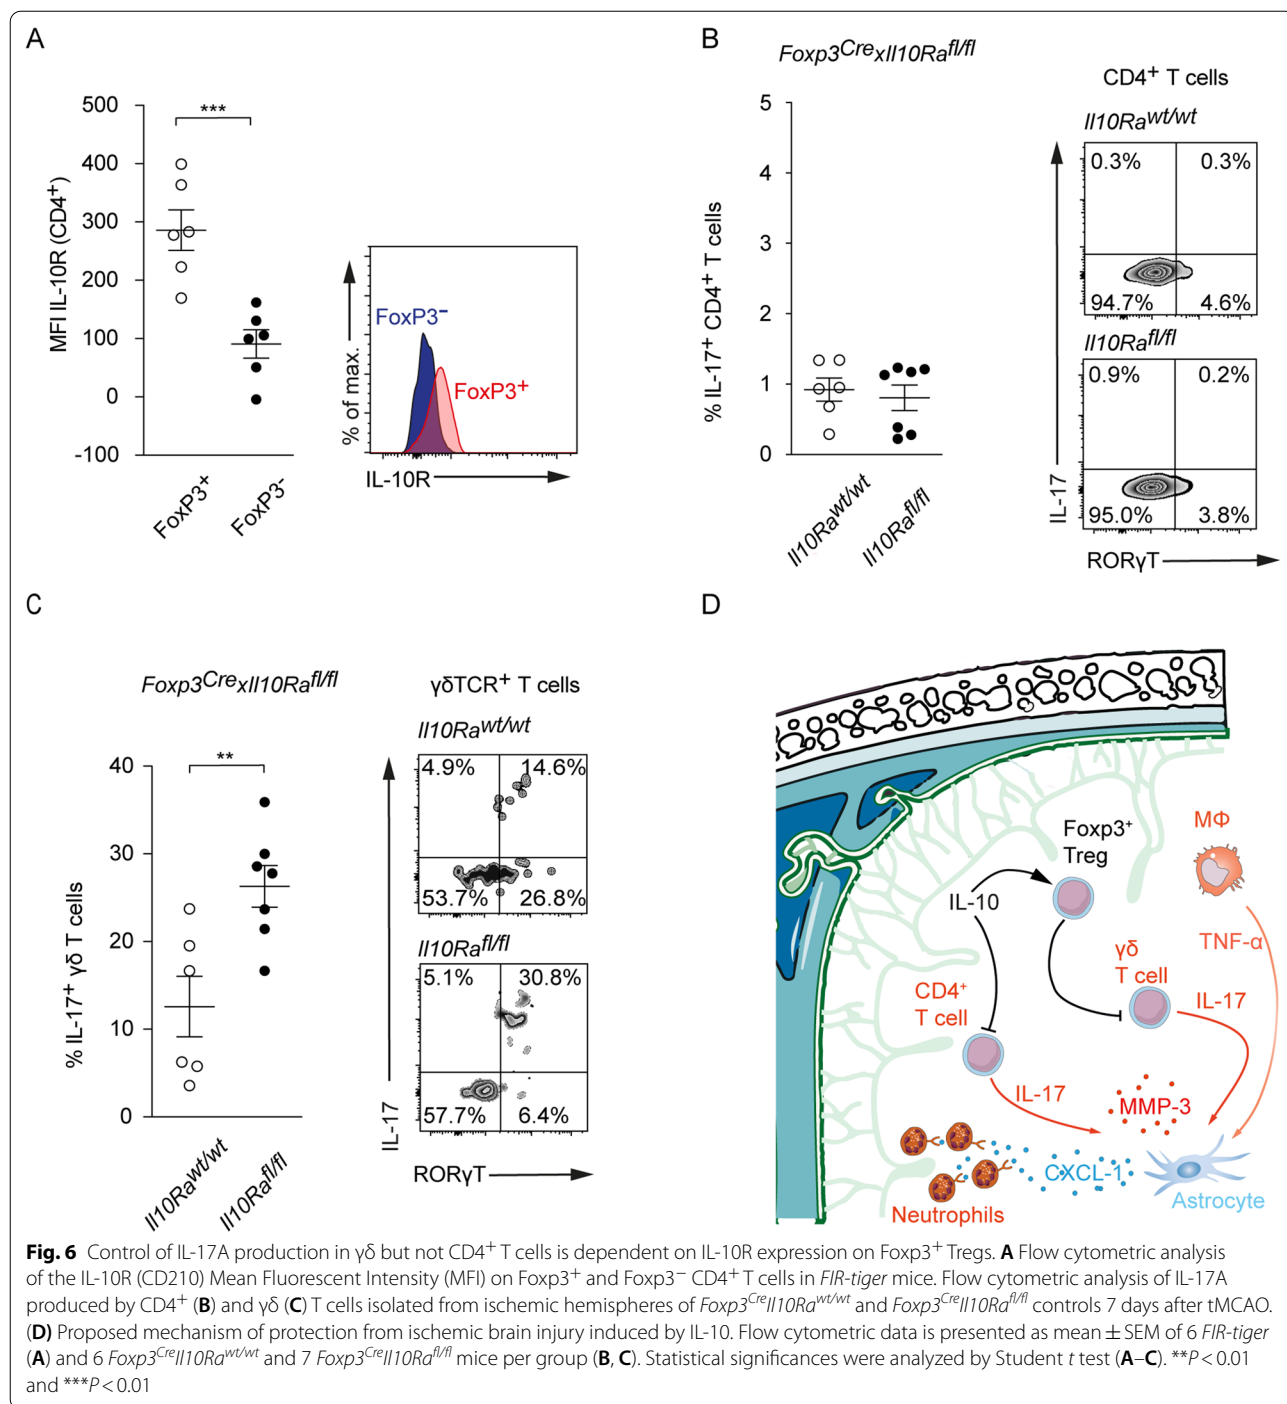 A
500
400
300
200
100
0
-100
MFI IL-10R (CD4⁺)
***
FoxP3⁺
FoxP3⁻
% of max.
FoxP3⁻
FoxP3⁺
IL-10R
B
Foxp3ᶜʳᵉxIl10Raᶠˡ/ᶠˡ
5
4
3
2
1
0
% IL-17⁺ CD4⁺ T cells
Il10Raʷᵗ/ʷᵗ
Il10Raᶠˡ/ᶠˡ
CD4⁺ T cells
Il10Raʷᵗ/ʷᵗ
0.3%
0.3%
94.7%
4.6%
Il10Raᶠˡ/ᶠˡ
0.9%
0.2%
95.0%
3.8%
IL-17
RORγT
C
Foxp3ᶜʳᵉxIl10Raᶠˡ/ᶠˡ
40
30
20
10
0
% IL-17⁺ γδ T cells
**
Il10Raʷᵗ/ʷᵗ
Il10Raᶠˡ/ᶠˡ
γδTCR⁺ T cells
Il10Raʷᵗ/ʷᵗ
4.9%
14.6%
53.7%
26.8%
Il10Raᶠˡ/ᶠˡ
5.1%
30.8%
57.7%
6.4%
IL-17
RORγT
D
Foxp3⁺
Treg
MΦ
IL-10
TNF-α
γδ
T cell
CD4⁺
T cell
IL-17
IL-17
MMP-3
CXCL-1
Neutrophils
Astrocyte
Fig. 6 Control of IL-17A production in γδ but not CD4⁺ T cells is dependent on IL-10R expression on Foxp3⁺ Tregs. A Flow cytometric analysis
of the IL-10R (CD210) Mean Fluorescent Intensity (MFI) on Foxp3⁺ and Foxp3⁻ CD4⁺ T cells in FIR-tiger mice. Flow cytometric analysis of IL-17A
produced by CD4⁺ (B) and γδ (C) T cells isolated from ischemic hemispheres of Foxp3ᶜʳᵉIl10Raʷᵗ/ʷᵗ and Foxp3ᶜʳᵉIl10Raᶠˡ/ᶠˡ controls 7 days after tMCAO.
(D) Proposed mechanism of protection from ischemic brain injury induced by IL-10. Flow cytometric data is presented as mean ± SEM of 6 FIR-tiger
(A) and 6 Foxp3ᶜʳᵉIl10Raʷᵗ/ʷᵗ and 7 Foxp3ᶜʳᵉIl10Raᶠˡ/ᶠˡ mice per group (B, C). Statistical significances were analyzed by Student t test (A–C). **P < 0.01
and ***P < 0.01